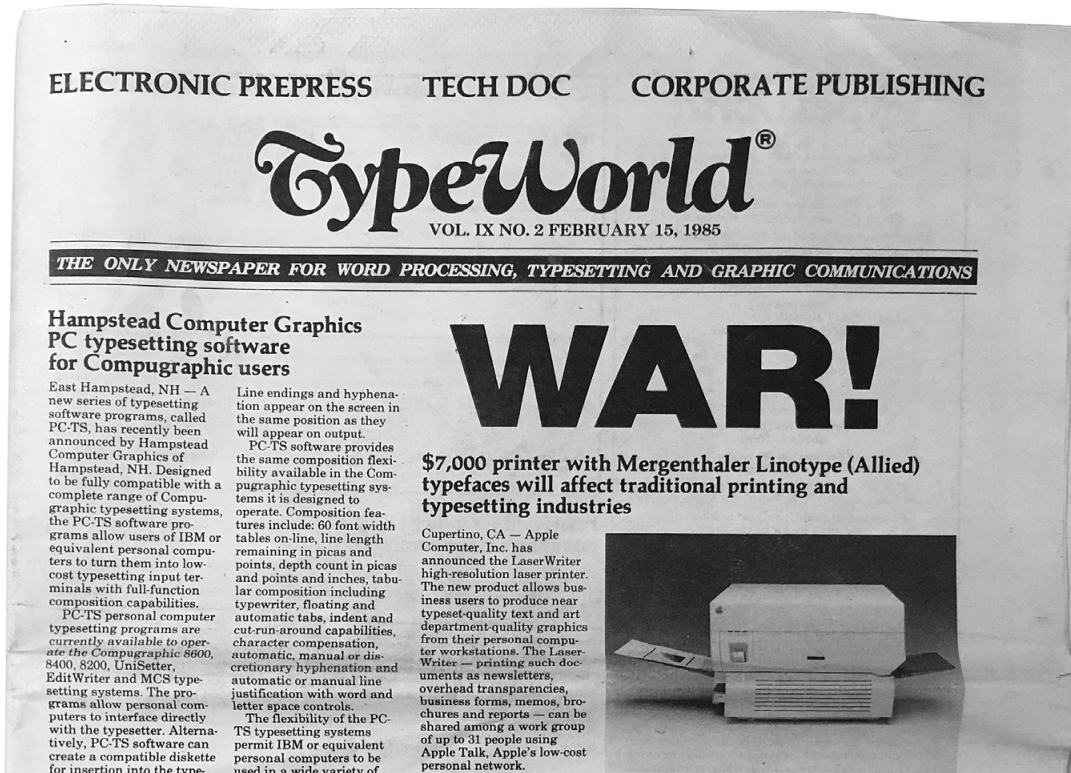 ELECTRONIC PREPRESS TECH DOC CORPORATE PUBLISHING
TypeWorld®
VOL. IX NO. 2 FEBRUARY 15, 1985
THE ONLY NEWSPAPER FOR WORD PROCESSING, TYPESETTING AND GRAPHIC COMMUNICATIONS
Hampstead Computer Graphics
PC typesetting software
for Compugraphic users
East Hampstead, NH — A
new series of typesetting
software programs, called
PC-TS, has recently been
announced by Hampstead
Computer Graphics of
Hampstead, NH. Designed
to be fully compatible with a
complete range of Compu-
graphic typesetting systems,
the PC-TS software pro-
grams allow users of IBM or
equivalent personal compu-
ters to turn them into low-
cost typesetting input ter-
minals with full-function
composition capabilities.
PC-TS personal computer
typesetting programs are
currently available to oper-
ate the Compugraphic 8600,
8400, 8200, UniSetter,
EditWriter and MCS type-
setting systems. The pro-
grams allow personal com-
puters to interface directly
with the typesetter. Alterna-
tively, PC-TS software can
create a compatible diskette
for insertion into the type-
Line endings and hyphena-
tion appear on the screen in
the same position as they
will appear on output.
PC-TS software provides
the same composition flexi-
bility available in the Com-
pugraphic typesetting sys-
tems it is designed to
operate. Composition fea-
tures include: 60 font width
tables on-line, line length
remaining in picas and
points, depth count in picas
and points and inches, tabu-
lar composition including
typewriter, floating and
automatic tabs, indent and
cut-run-around capabilities,
character compensation,
automatic, manual or dis-
cretionary hyphenation and
automatic or manual line
justification with word and
letter space controls.
The flexibility of the PC-
TS typesetting systems
permit IBM or equivalent
personal computers to be
used in a wide variety of
WAR!
$7,000 printer with Mergenthaler Linotype (Allied)
typefaces will affect traditional printing and
typesetting industries
Cupertino, CA — Apple
Computer, Inc. has
announced the LaserWriter
high-resolution laser printer.
The new product allows bus-
iness users to produce near
typeset-quality text and art
department-quality graphics
from their personal compu-
ter workstations. The Laser-
Writer — printing such doc-
uments as newsletters,
overhead transparencies,
business forms, memos, bro-
chures and reports — can be
shared among a work group
of up to 31 people using
Apple Talk, Apple's low-cost
personal network.